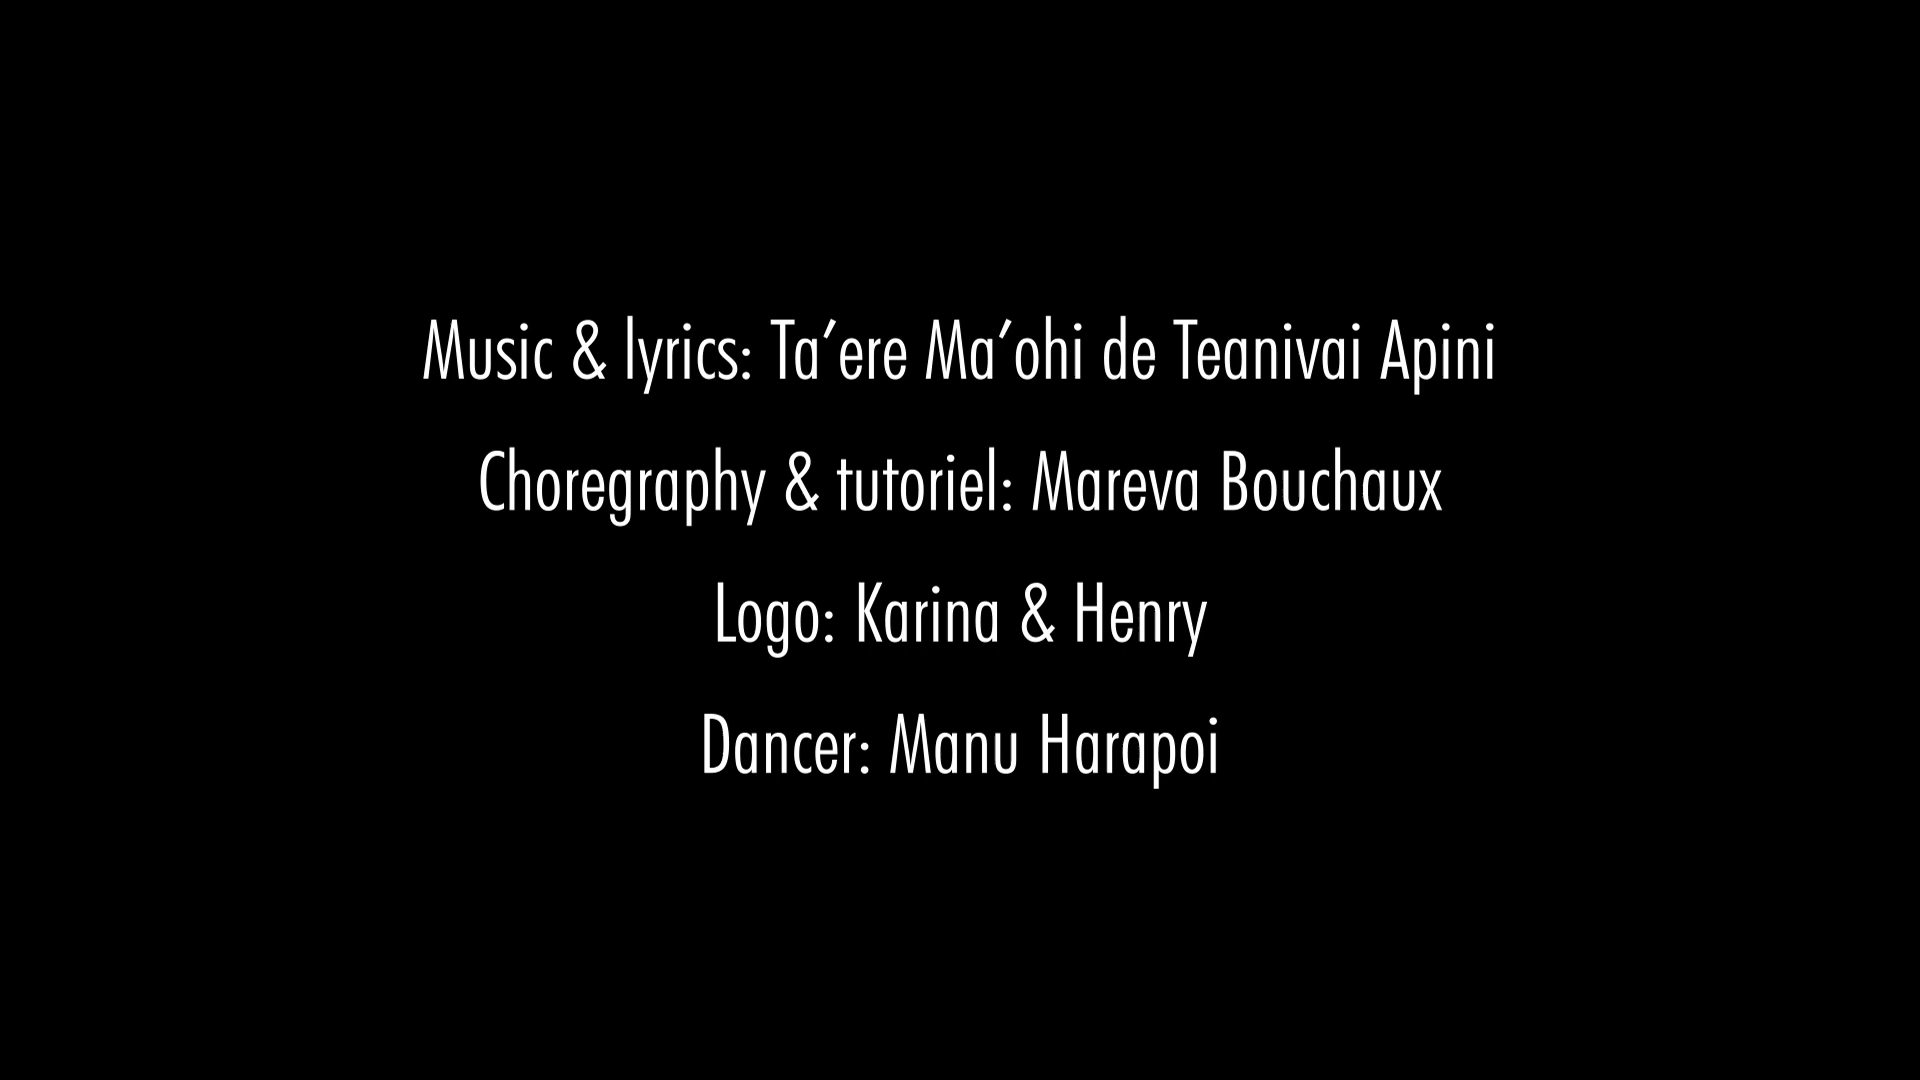 Music & lyrics: Ta’ere Ma’ohi de Teanivai Apini
Choregraphy & tutoriel: Mareva Bouchaux
Logo: Karina & Henry
Dancer: Manu Harapoi